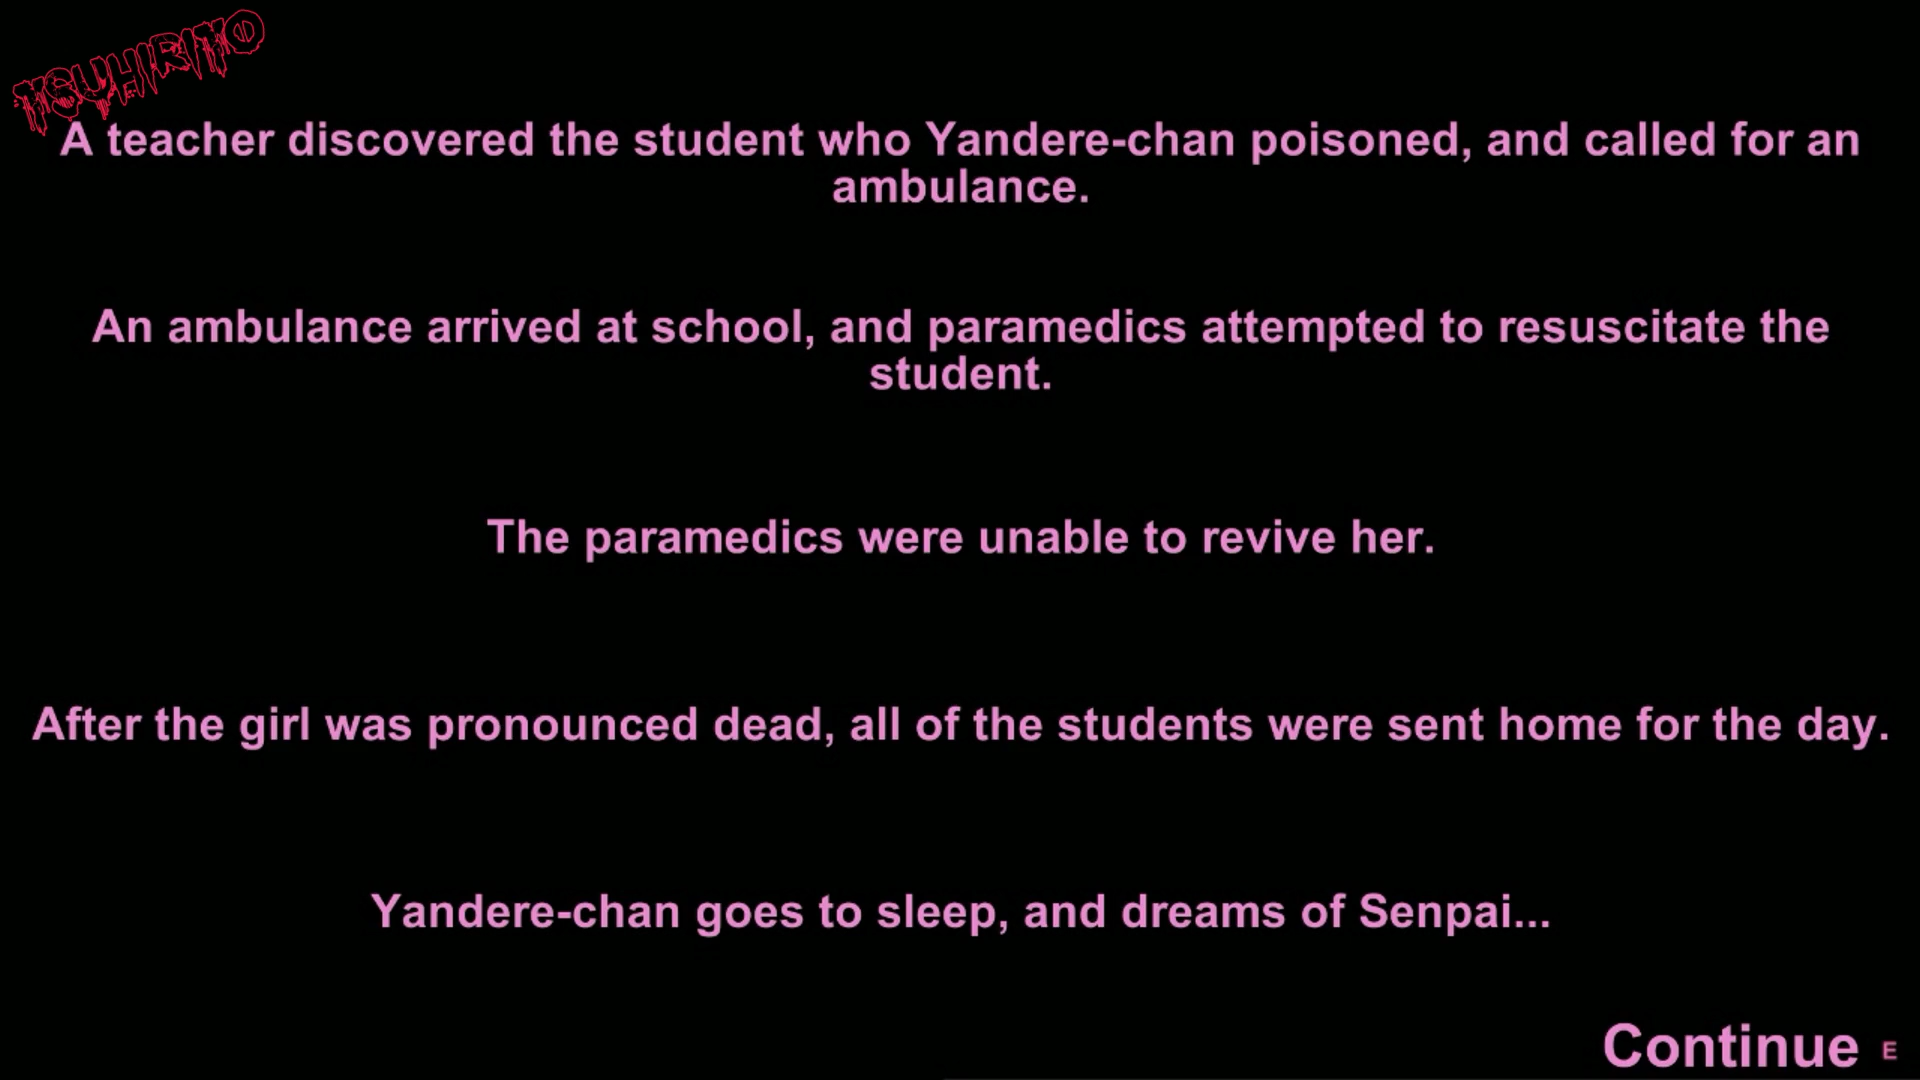 TSUHIRITO
A teacher discovered the student who Yandere-chan poisoned, and called for an
ambulance.
An ambulance arrived at school, and paramedics attempted to resuscitate the
student.
The paramedics were unable to revive her.
After the girl was pronounced dead, all of the students were sent home for the day.
Yandere-chan goes to sleep, and dreams of Senpai...
Continue E